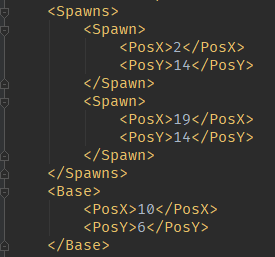 <Spawns>
<Spawn>
<PosX>2</PosX>
<PosY>14</PosY>
</Spawn>
<Spawn>
<PosX>19</PosX>
<PosY>14</PosY>
</Spawn>
</Spawns>
<Base>
<PosX>10</PosX>
<PosY>6</PosY>
</Base>